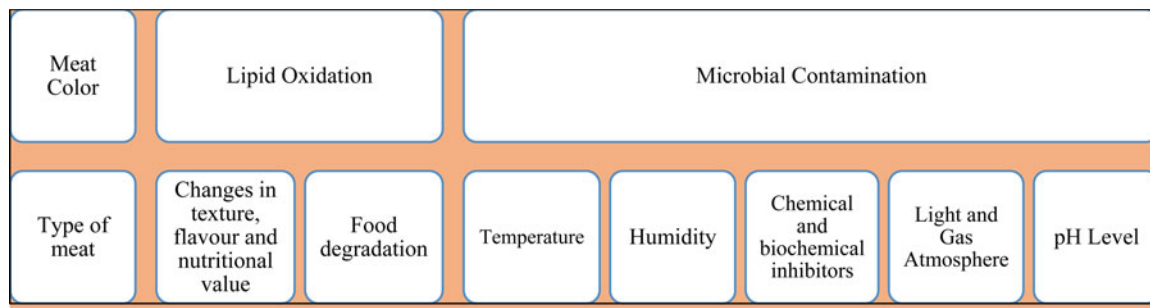 Meat
Color
Lipid Oxidation
Microbial Contamination
Type of
meat
Changes in
texture,
flavour and
nutritional
value
Food
degradation
Temperature
Humidity
Chemical
and
biochemical
inhibitors
Light and
Gas
Atmosphere
pH Level